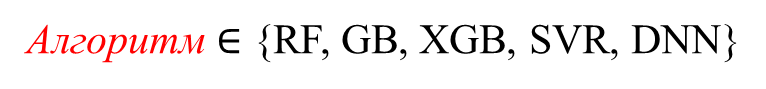 Алгоритм ∈ {RF, GB, XGB, SVR, DNN}